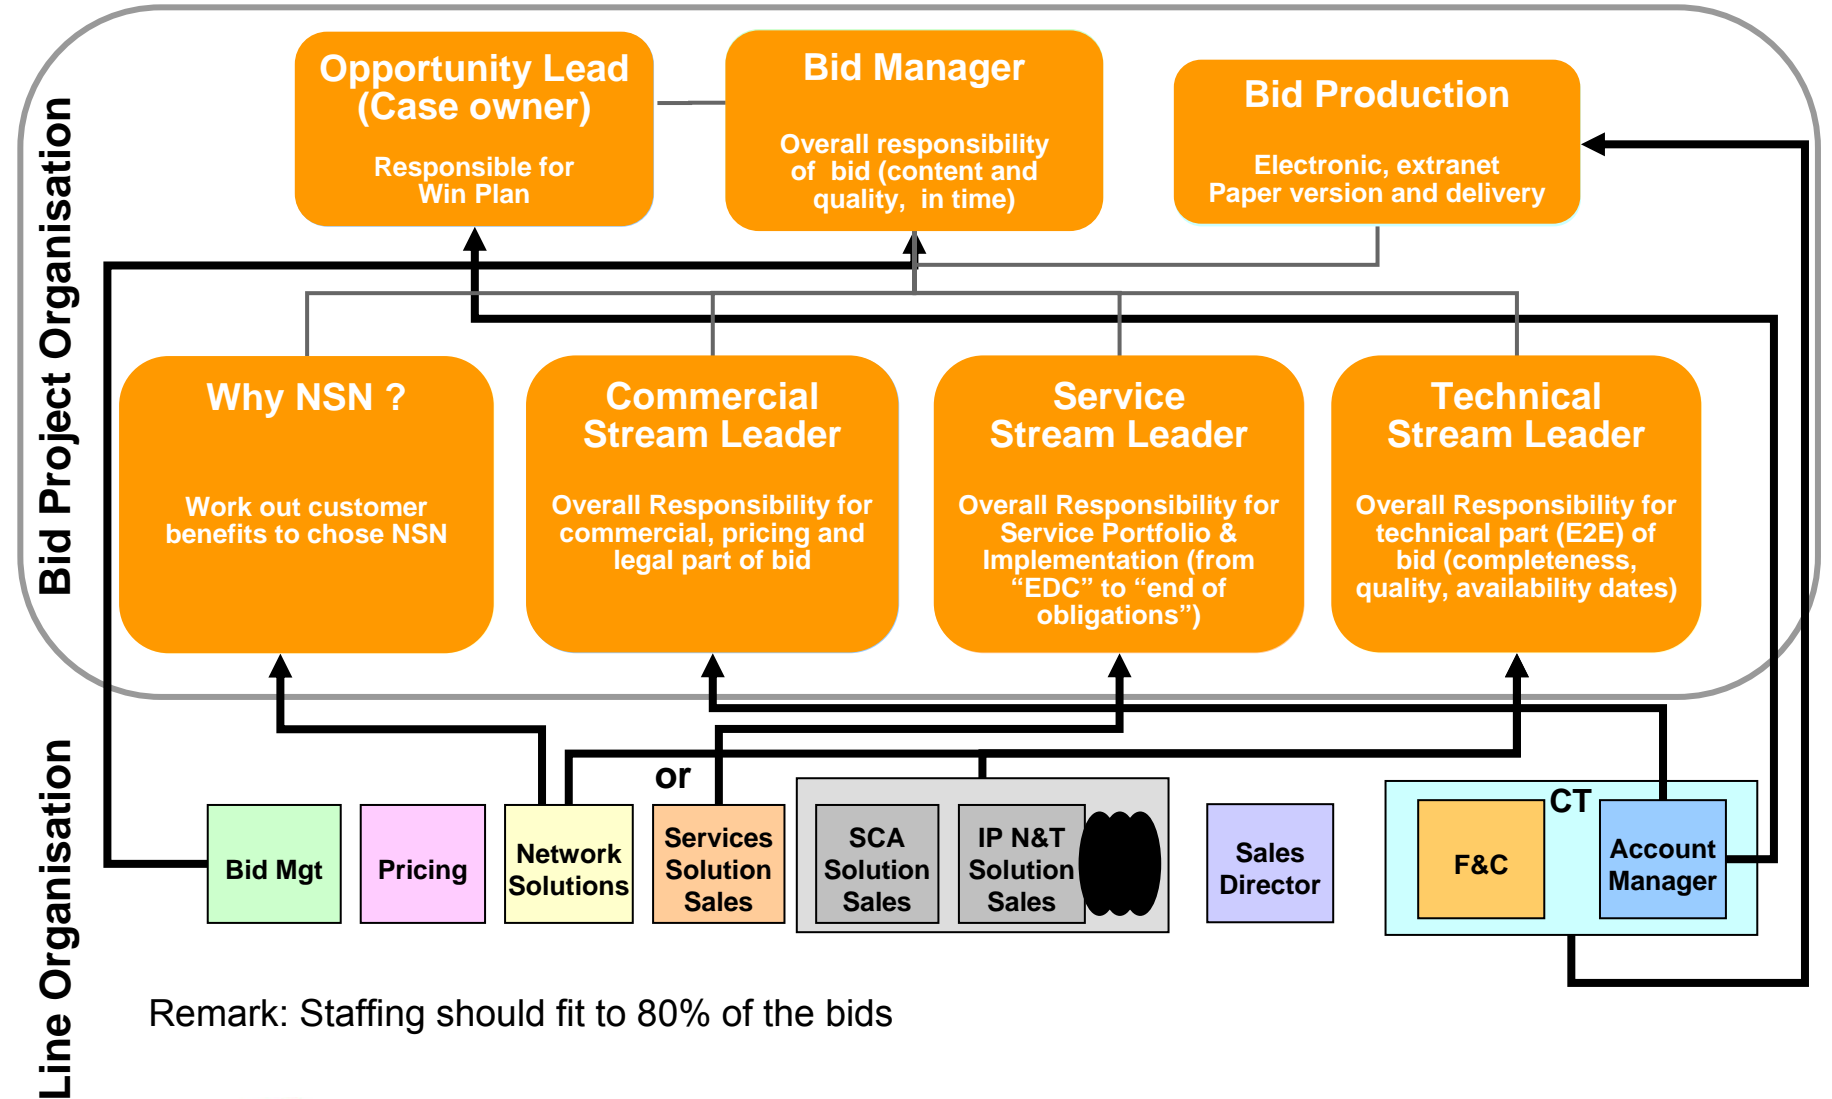 Bid Project Organisation
Opportunity Lead
(Case owner)
Responsible for
Win Plan
Bid Manager
Overall responsibility
of bid (content and
quality, in time)
Bid Production
Electronic, extranet
Paper version and delivery
Why NSN ?
Work out customer
benefits to chose NSN
Commercial
Stream Leader
Overall Responsibility for
commercial, pricing and
legal part of bid
Service
Stream Leader
Overall Responsibility for
Service Portfolio &
Implementation (from
“EDC” to “end of
obligations”)
Technical
Stream Leader
Overall Responsibility for
technical part (E2E) of
bid (completeness,
quality, availability dates)
Line Organisation
Bid Mgt
Pricing
Network
Solutions
or
Services
Solution
Sales
SCA
Solution
Sales
IP N&T
Solution
Sales
Sales
Director
CT
F&C
Account
Manager
Remark: Staffing should fit to 80% of the bids